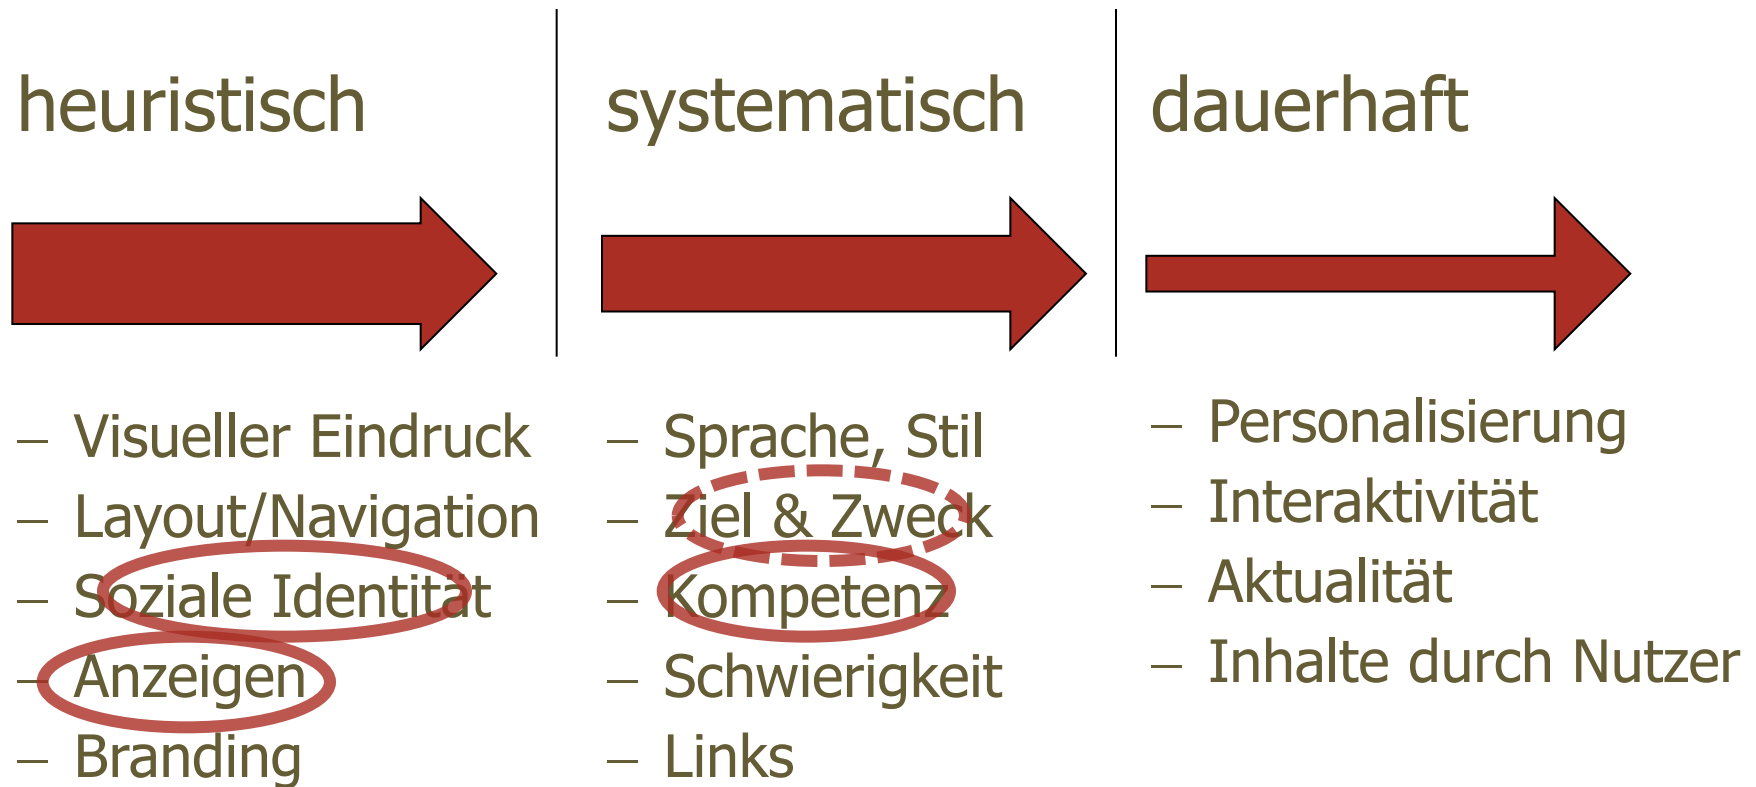 heuristisch
– Visueller Eindruck
– Layout/Navigation
– Soziale Identität
– Anzeigen
– Branding
systematisch
– Sprache, Stil
– Ziel & Zweck
– Kompetenz
– Schwierigkeit
– Links
dauerhaft
– Personalisierung
– Interaktivität
– Aktualität
– Inhalte durch Nutzer